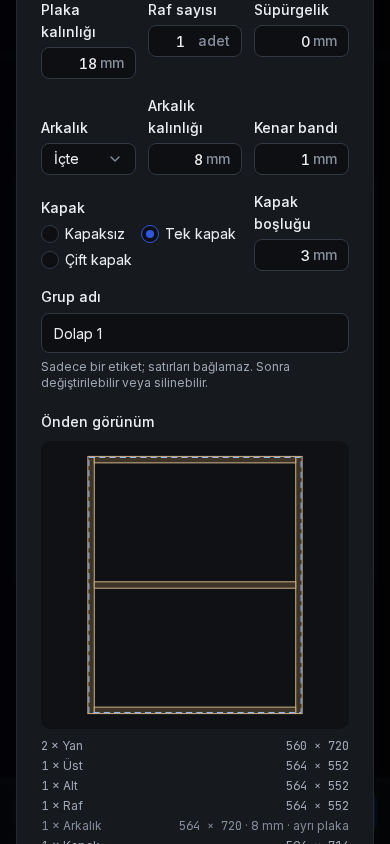 Plaka kalınlığı
Raf sayısı
Süpürgelik
18 mm
1 adet
0 mm
Arkalık
Arkalık kalınlığı
Kenar bandı
İçte
8 mm
1 mm
Kapak
Kapak boşluğu
Kapaksız
Tek kapak
Çift kapak
3 mm
Grup adı
Dolap 1
Sadece bir etiket; satırları bağlamaz. Sonra
değiştirilebilir veya silinebilir.
Önden görünüm
2 × Yan 560 × 720
1 × Üst 564 × 552
1 × Alt 564 × 552
1 × Raf 564 × 552
1 × Arkalık 564 × 720 · 8 mm · ayrı plaka